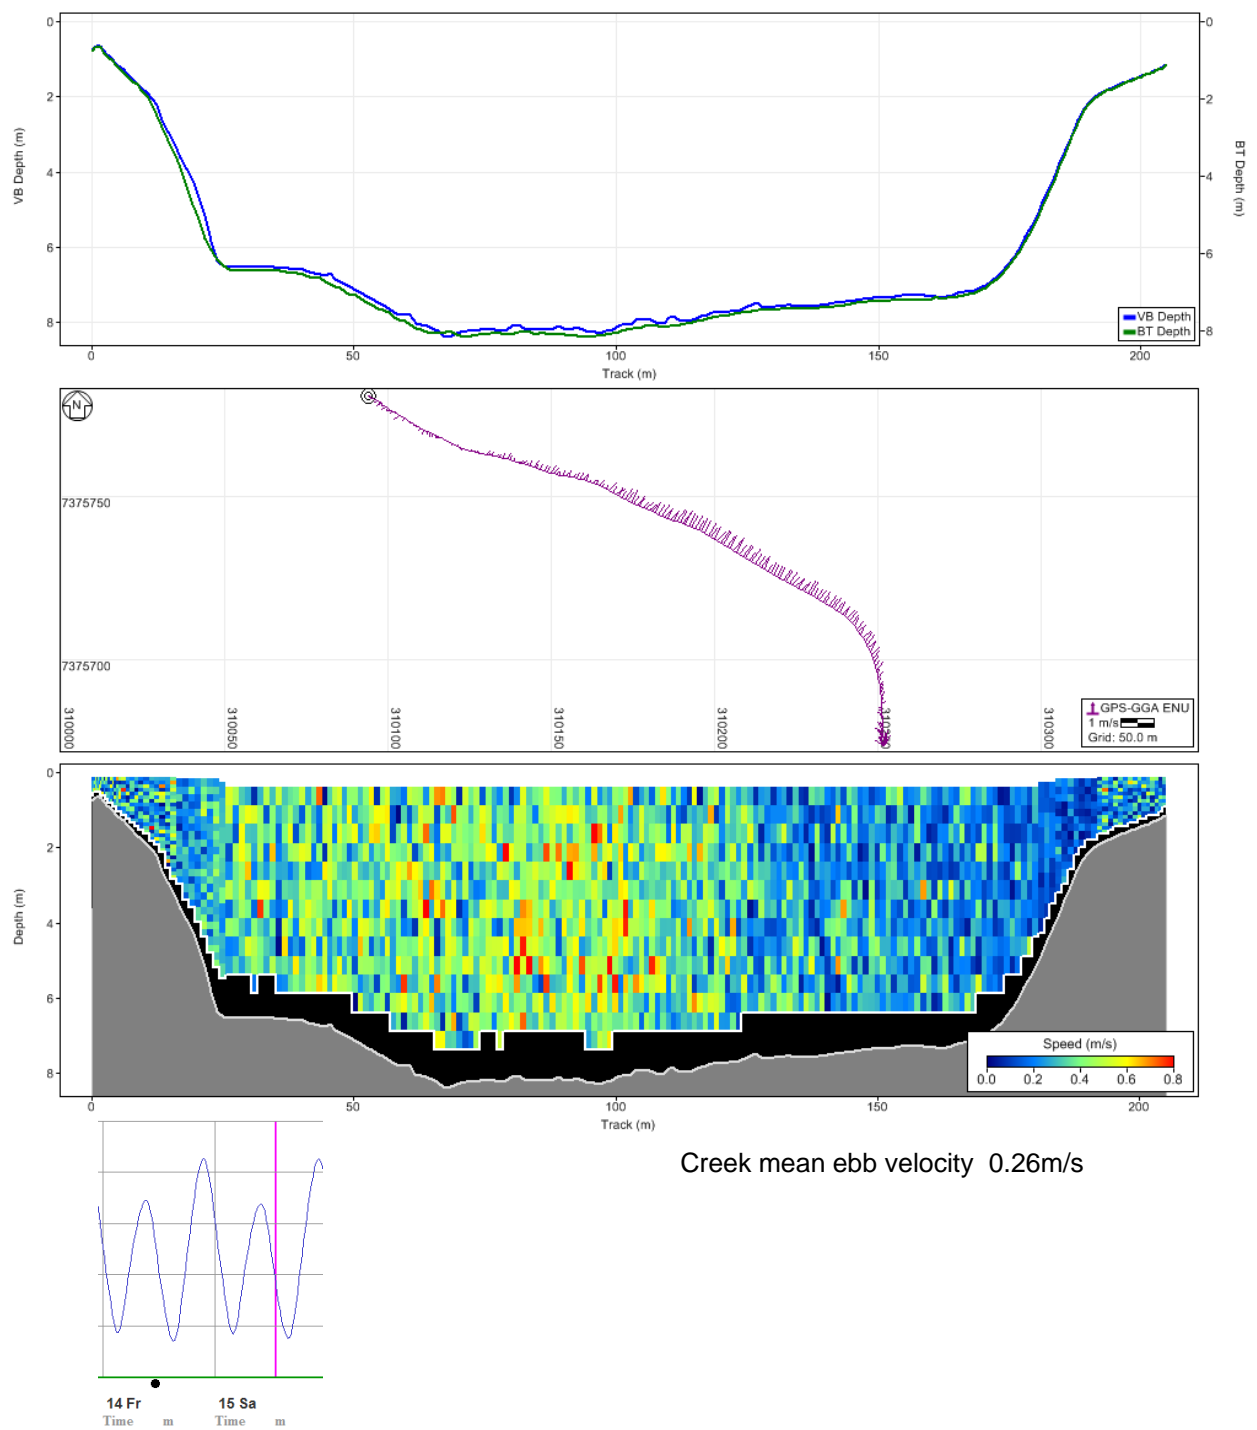 0
2
4
6
8
VB Depth (m)
0
2
4
6
8
BT Depth (m)
VB Depth
BT Depth
0
50
100
150
200
Track (m)
N
7375750
7375700
310000
310050
310100
310150
310200
310250
310300
GPS-GGA ENU
1 m/s
Grid: 50.0 m
0
2
4
6
8
Depth (m)
Speed (m/s)
0.0 0.2 0.4 0.6 0.8
0
50
100
150
200
Track (m)
Creek mean ebb velocity 0.26m/s
14 Fr 15 Sa
Time m Time m